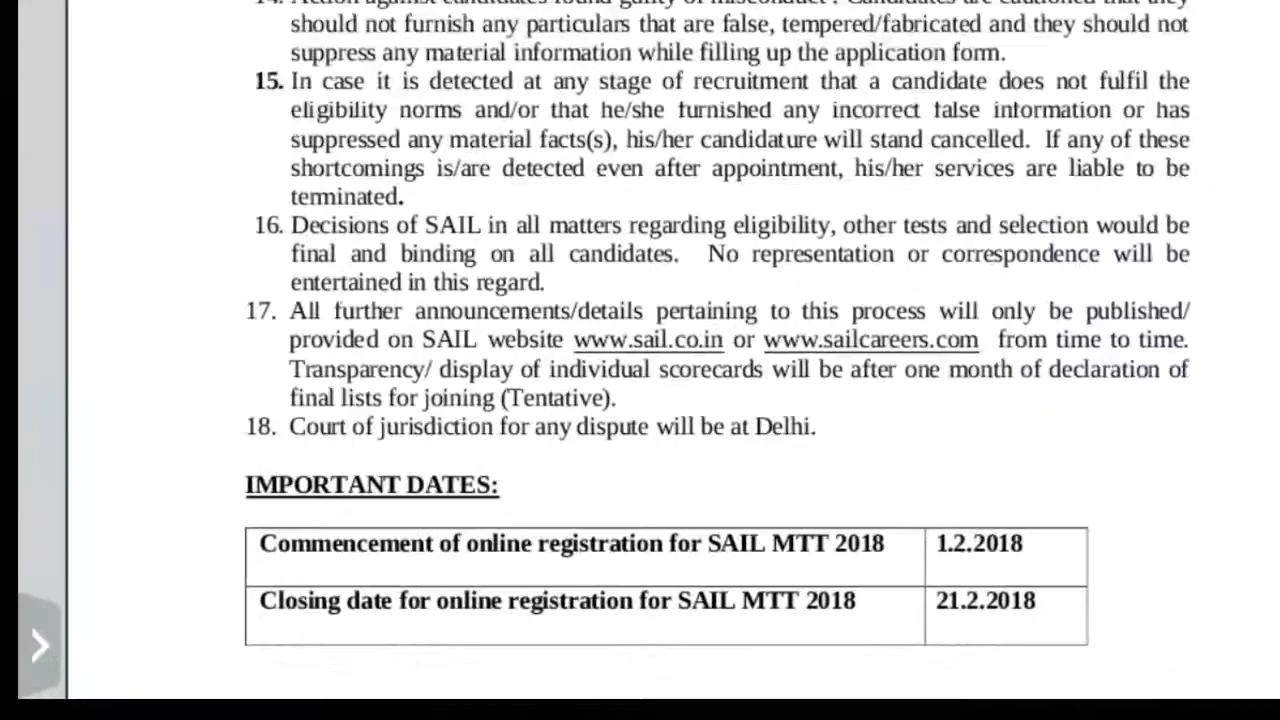 should not furnish any particulars that are false, tempered/fabricated and they should not
suppress any material information while filling up the application form.
15. In case it is detected at any stage of recruitment that a candidate does not fulfil the
eligibility norms and/or that he/she furnished any incorrect false information or has
suppressed any material facts(s), his/her candidature will stand cancelled. If any of these
shortcomings is/are detected even after appointment, his/her services are liable to be
terminated.
16. Decisions of SAIL in all matters regarding eligibility, other tests and selection would be
final and binding on all candidates. No representation or correspondence will be
entertained in this regard.
17. All further announcements/details pertaining to this process will only be published/
provided on SAIL website www.sail.co.in or www.sailcareers.com from time to time.
Transparency/ display of individual scorecards will be after one month of declaration of
final lists for joining (Tentative).
18. Court of jurisdiction for any dispute will be at Delhi.
IMPORTANT DATES:
Commencement of online registration for SAIL MTT 2018 1.2.2018
Closing date for online registration for SAIL MTT 2018 21.2.2018